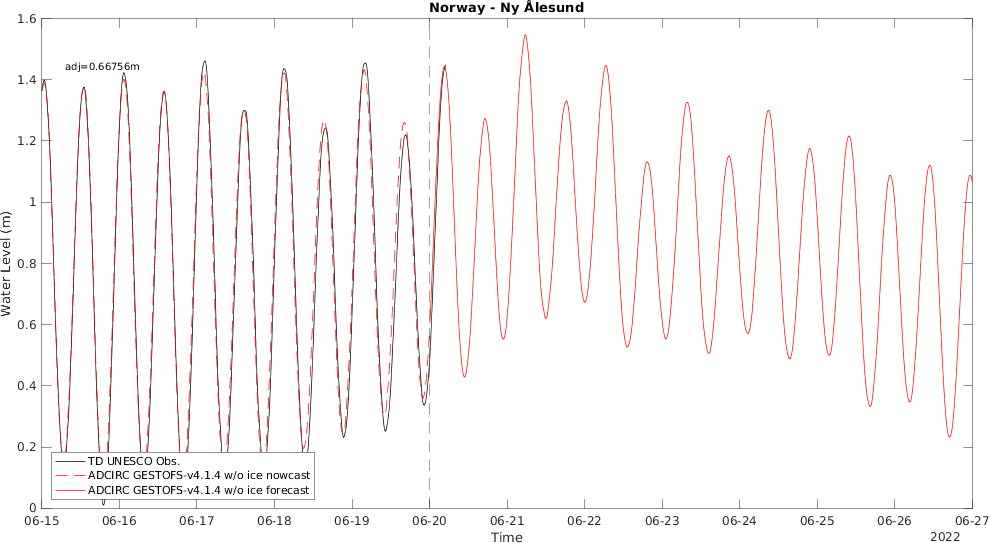 Norway - Ny Ålesund
adj=0.66756m
Water Level (m)
1.6
1.4
1.2
1
0.8
0.6
0.4
0.2
0
TD UNESCO Obs.
ADCIRC GESTOFS-v4.1.4 w/o ice nowcast
ADCIRC GESTOFS-v4.1.4 w/o ice forecast
06-15 06-16 06-17 06-18 06-19 06-20 06-21 06-22 06-23 06-24 06-25 06-26 06-27
Time
2022